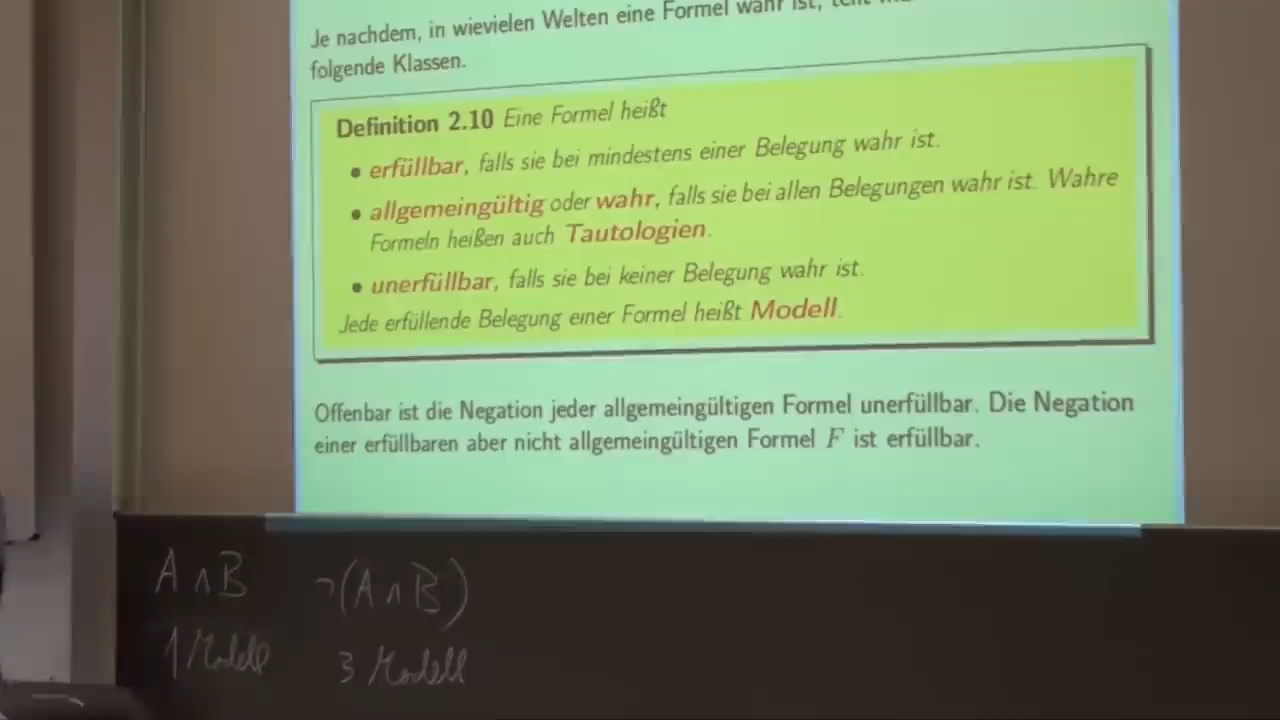 Je nachdem, in wievielen Welten eine Formel wahr ist,
folgende Klassen.
Definition 2.10 Eine Formel heißt
• erfüllbar, falls sie bei mindestens einer Belegung wahr ist.
• allgemeingültig oder wahr, falls sie bei allen Belegungen wahr ist. Wahre
Formeln heißen auch Tautologien.
• unerfüllbar, falls sie bei keiner Belegung wahr ist.
Jede erfüllende Belegung einer Formel heißt Modell.
Offenbar ist die Negation jeder allgemeingültigen Formel unerfüllbar. Die Negation
einer erfüllbaren aber nicht allgemeingültigen Formel F ist erfüllbar.
A ∧ B ¬(A ∧ B)
1 Modell 3 Modell